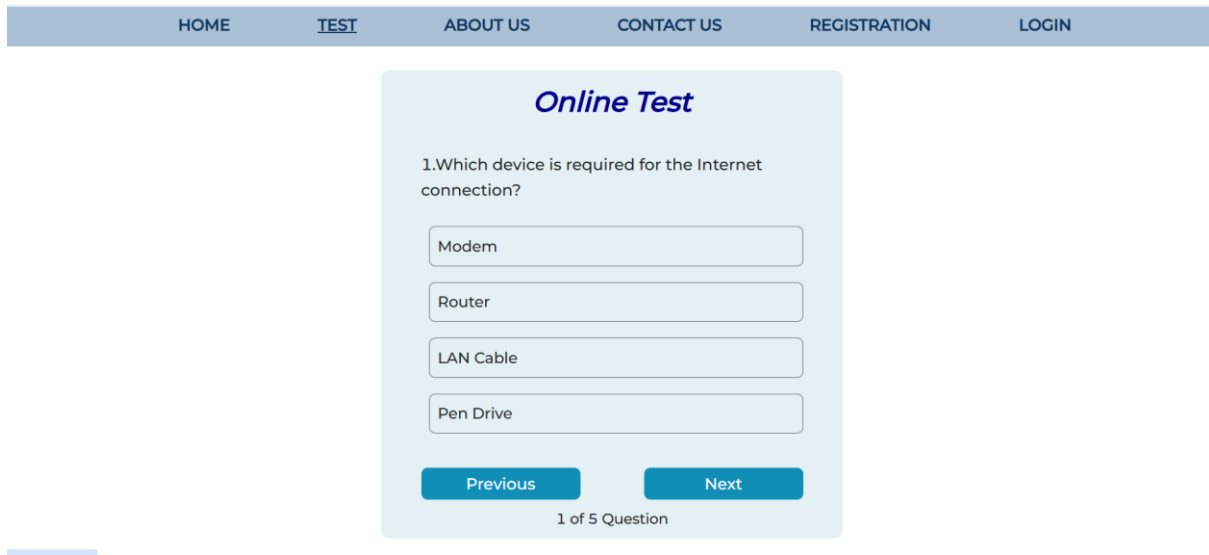 HOME TEST ABOUT US CONTACT US REGISTRATION LOGIN
Online Test
1.Which device is required for the Internet
connection?
Modem
Router
LAN Cable
Pen Drive
Previous Next
1 of 5 Question